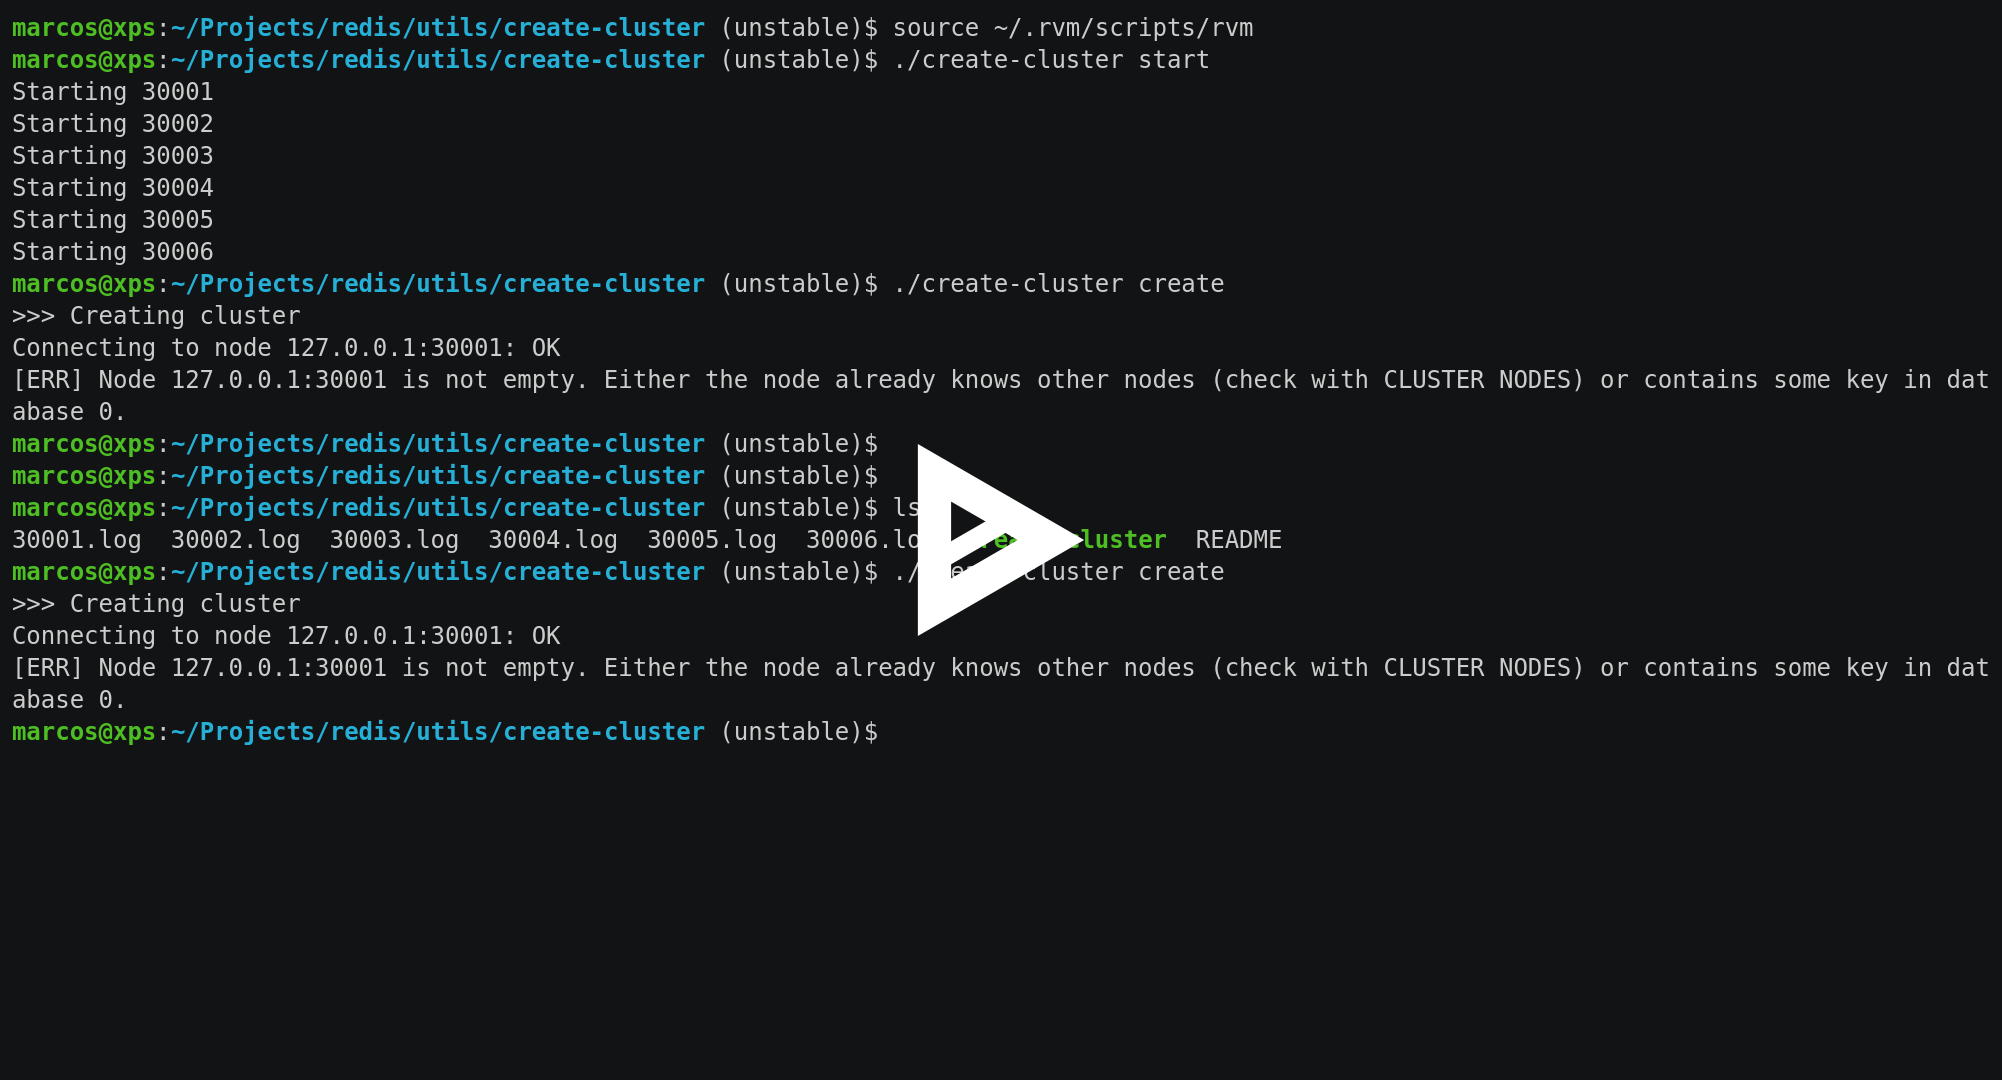 marcos@xps:~/Projects/redis/utils/create-cluster (unstable)$ source ~/.rvm/scripts/rvm
marcos@xps:~/Projects/redis/utils/create-cluster (unstable)$ ./create-cluster start
Starting 30001
Starting 30002
Starting 30003
Starting 30004
Starting 30005
Starting 30006
marcos@xps:~/Projects/redis/utils/create-cluster (unstable)$ ./create-cluster create
>>> Creating cluster
Connecting to node 127.0.0.1:30001: OK
[ERR] Node 127.0.0.1:30001 is not empty. Either the node already knows other nodes (check with CLUSTER NODES) or contains some key in dat
abase 0.
marcos@xps:~/Projects/redis/utils/create-cluster (unstable)$
marcos@xps:~/Projects/redis/utils/create-cluster (unstable)$
marcos@xps:~/Projects/redis/utils/create-cluster (unstable)$ ls
30001.log  30002.log  30003.log  30004.log  30005.log  30006.log  create-cluster  README
marcos@xps:~/Projects/redis/utils/create-cluster (unstable)$ ./create-cluster create
>>> Creating cluster
Connecting to node 127.0.0.1:30001: OK
[ERR] Node 127.0.0.1:30001 is not empty. Either the node already knows other nodes (check with CLUSTER NODES) or contains some key in dat
abase 0.
marcos@xps:~/Projects/redis/utils/create-cluster (unstable)$